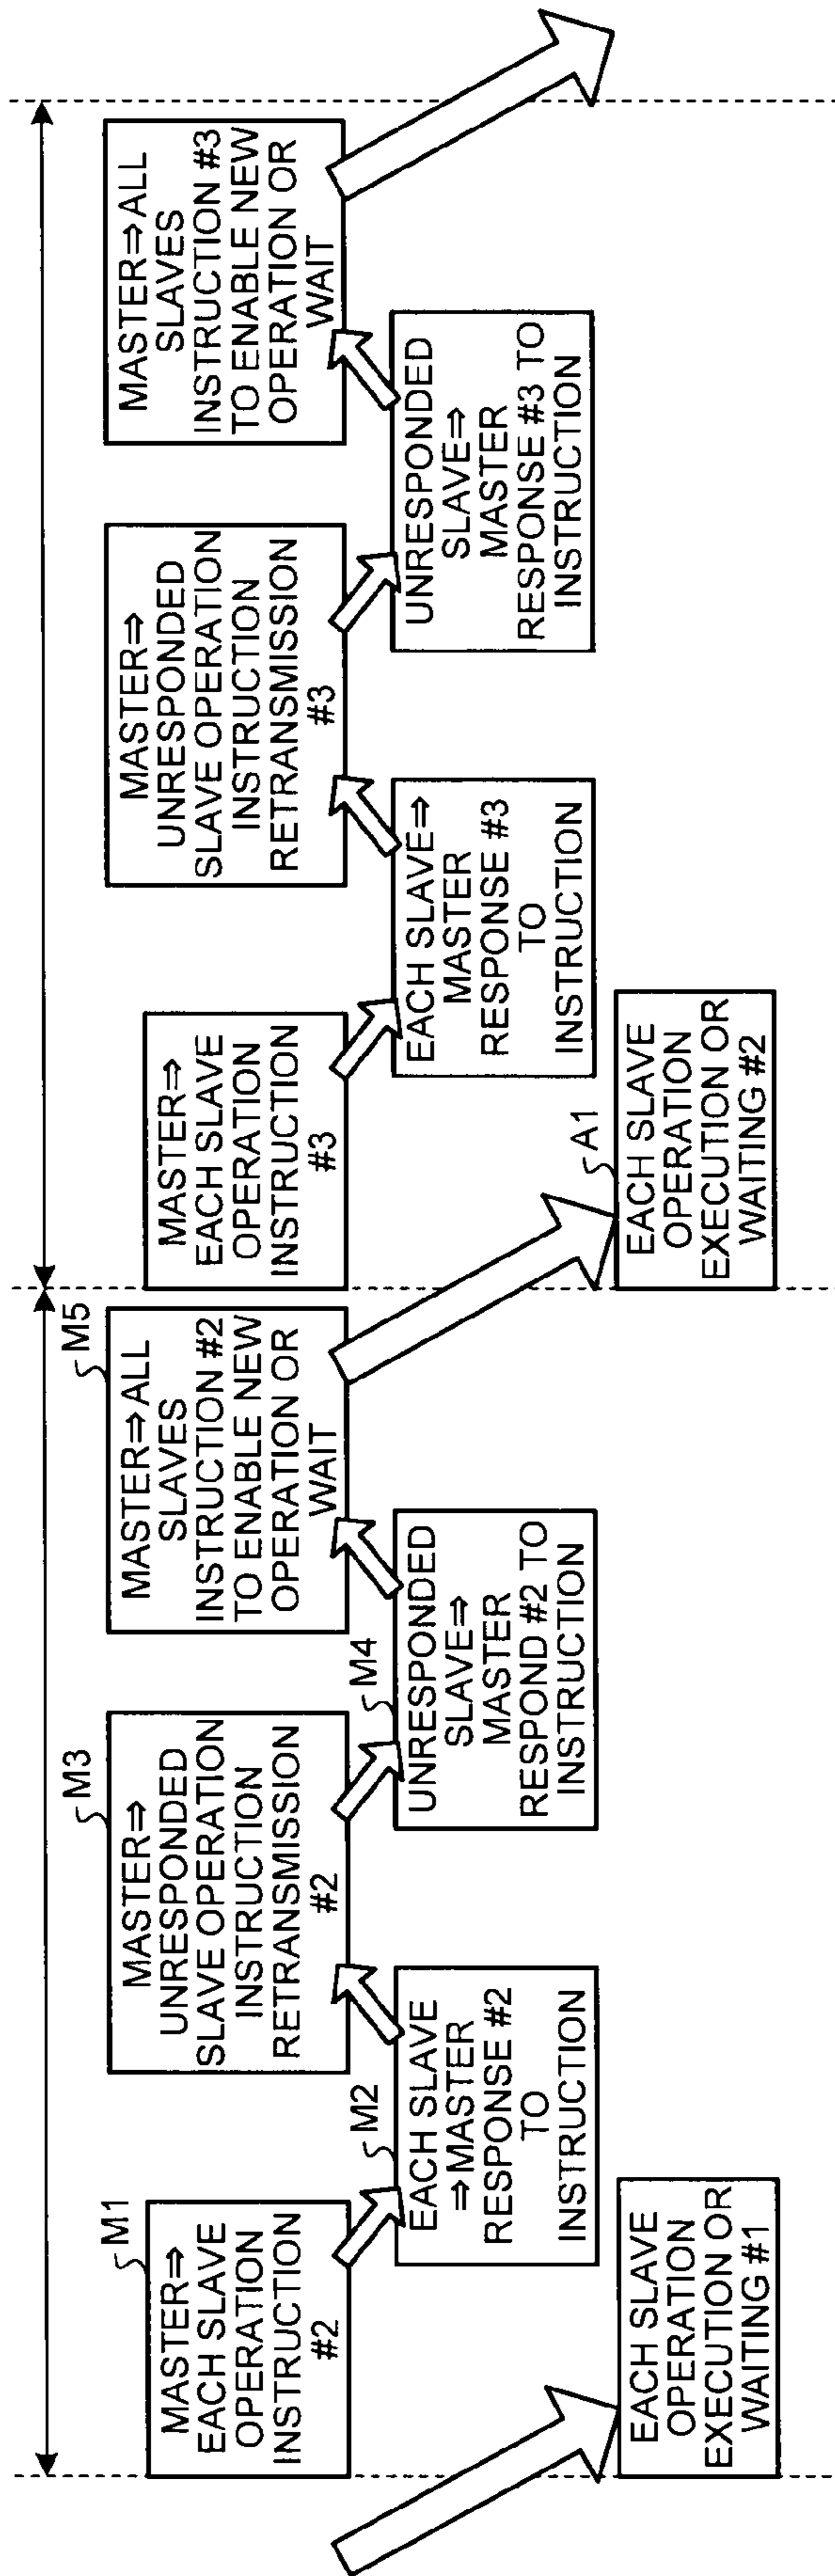 M1
MASTER⇒
EACH SLAVE
OPERATION
INSTRUCTION
#2
M2
EACH SLAVE
⇒MASTER
RESPONSE #2
TO
INSTRUCTION
M3
MASTER⇒
UNRESPONDED
SLAVE OPERATION
INSTRUCTION
RETRANSMISSION
#2
M4
UNRESPONDED
SLAVE⇒
MASTER
RESPOND #2 TO
INSTRUCTION
M5
MASTER⇒ALL
SLAVES
INSTRUCTION #2
TO ENABLE NEW
OPERATION OR
WAIT
EACH SLAVE
OPERATION
EXECUTION OR
WAITING #1
MASTER⇒
EACH SLAVE
OPERATION
INSTRUCTION
#3
EACH SLAVE⇒
MASTER
RESPONSE #3
TO
INSTRUCTION
MASTER⇒
UNRESPONDED
SLAVE OPERATION
INSTRUCTION
RETRANSMISSION
#3
UNRESPONDED
SLAVE⇒
MASTER
RESPONSE #3 TO
INSTRUCTION
MASTER⇒ALL
SLAVES
INSTRUCTION #3
TO ENABLE NEW
OPERATION OR
WAIT
A1
EACH SLAVE
OPERATION
EXECUTION OR
WAITING #2